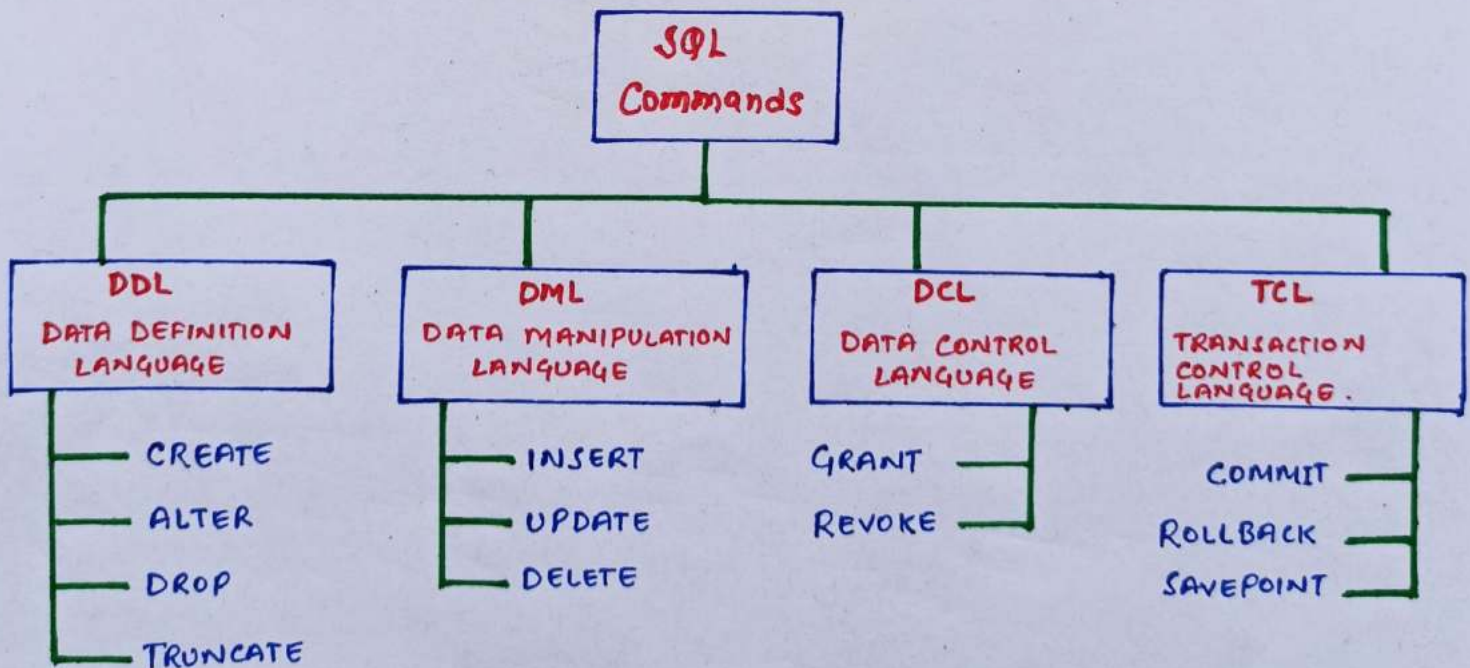 SQL
Commands
DDL
DATA DEFINITION
LANGUAGE
CREATE
ALTER
DROP
TRUNCATE
DML
DATA MANIPULATION
LANGUAGE
INSERT
UPDATE
DELETE
DCL
DATA CONTROL
LANGUAGE
GRANT
REVOKE
TCL
TRANSACTION
CONTROL
LANGUAGE.
COMMIT
ROLLBACK
SAVEPOINT